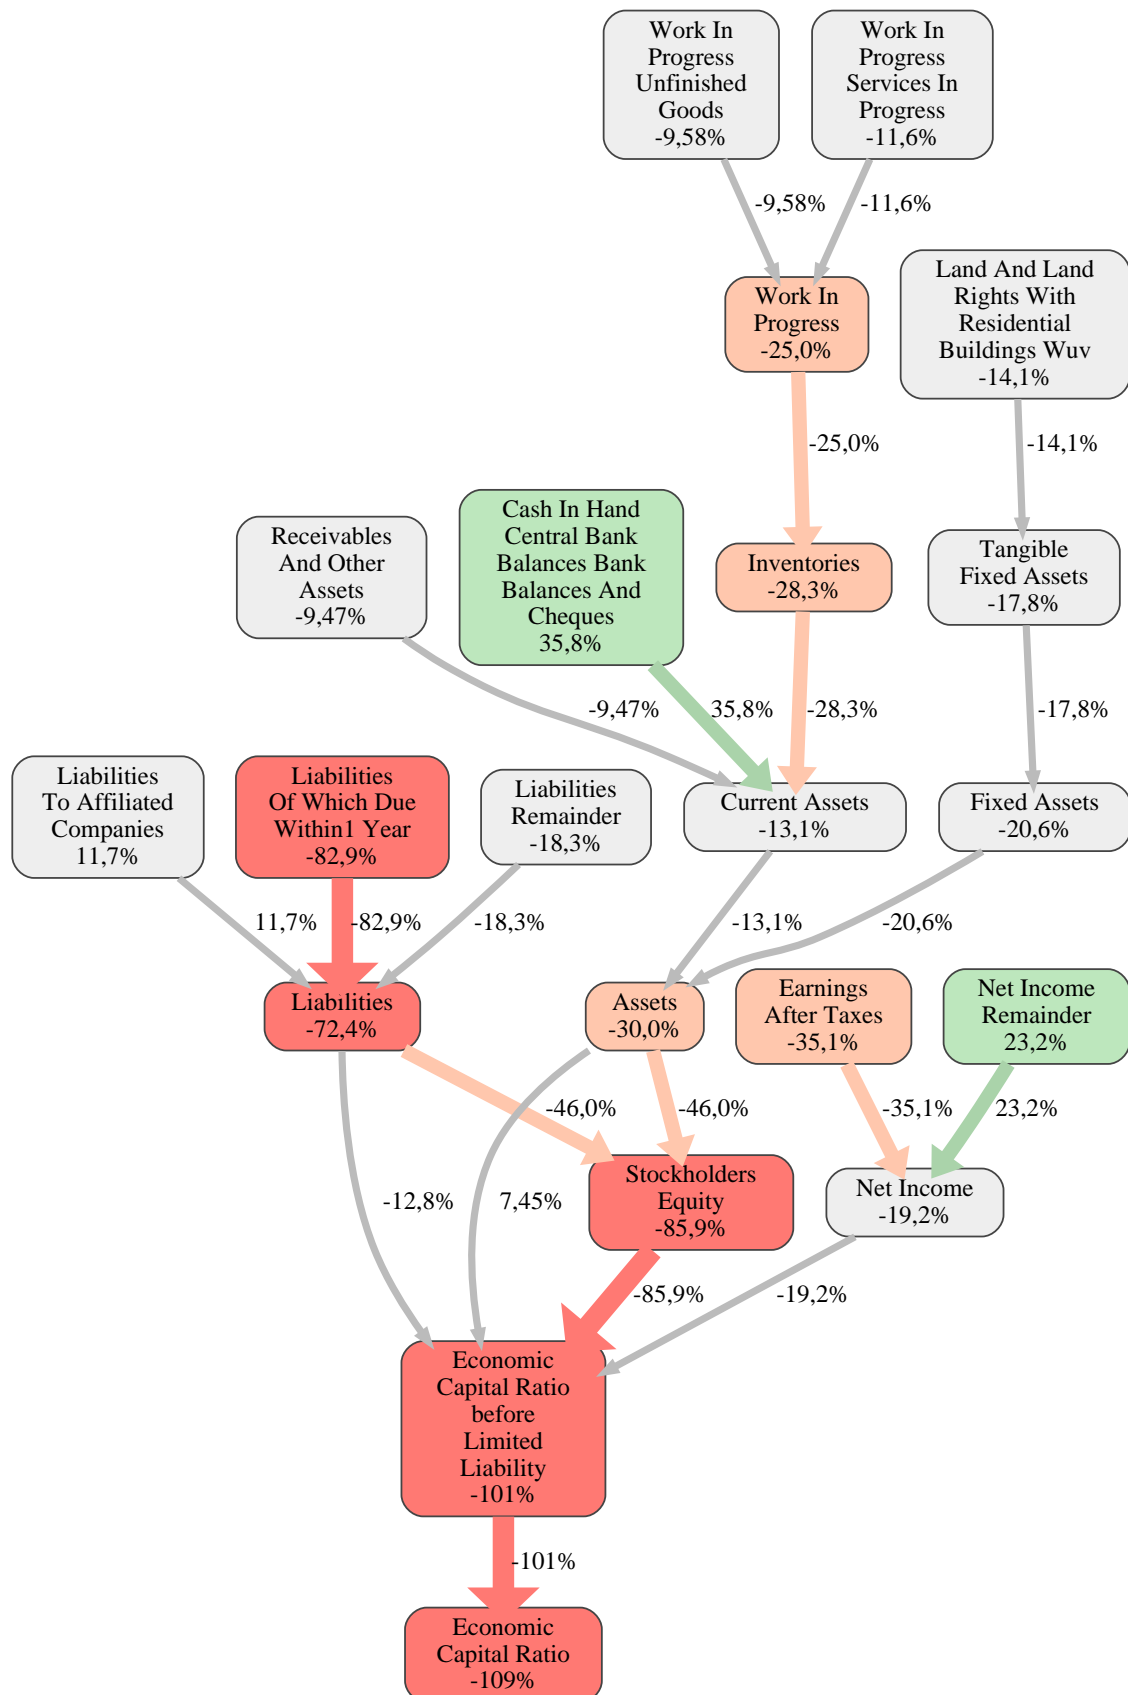 Work In
Progress
Unfinished
Goods
-9,58%
Work In
Progress
Services In
Progress
-11,6%
-9,58%
-11,6%
Work In
Progress
-25,0%
Land And Land
Rights With
Residential
Buildings Wuv
-14,1%
-25,0%
-14,1%
Receivables
And Other
Assets
-9,47%
Cash In Hand
Central Bank
Balances Bank
Balances And
Cheques
35,8%
Inventories
-28,3%
Tangible
Fixed Assets
-17,8%
-9,47%
35,8%
-28,3%
-17,8%
Liabilities
To Affiliated
Companies
11,7%
Liabilities
Of Which Due
Within1 Year
-82,9%
Liabilities
Remainder
-18,3%
Current Assets
-13,1%
Fixed Assets
-20,6%
11,7%
-82,9%
-18,3%
-13,1%
-20,6%
Liabilities
-72,4%
Assets
-30,0%
Earnings
After Taxes
-35,1%
Net Income
Remainder
23,2%
-46,0%
-46,0%
-35,1%
23,2%
-12,8%
7,45%
Stockholders
Equity
-85,9%
Net Income
-19,2%
-85,9%
-19,2%
Economic
Capital Ratio
before
Limited
Liability
-101%
-101%
Economic
Capital Ratio
-109%